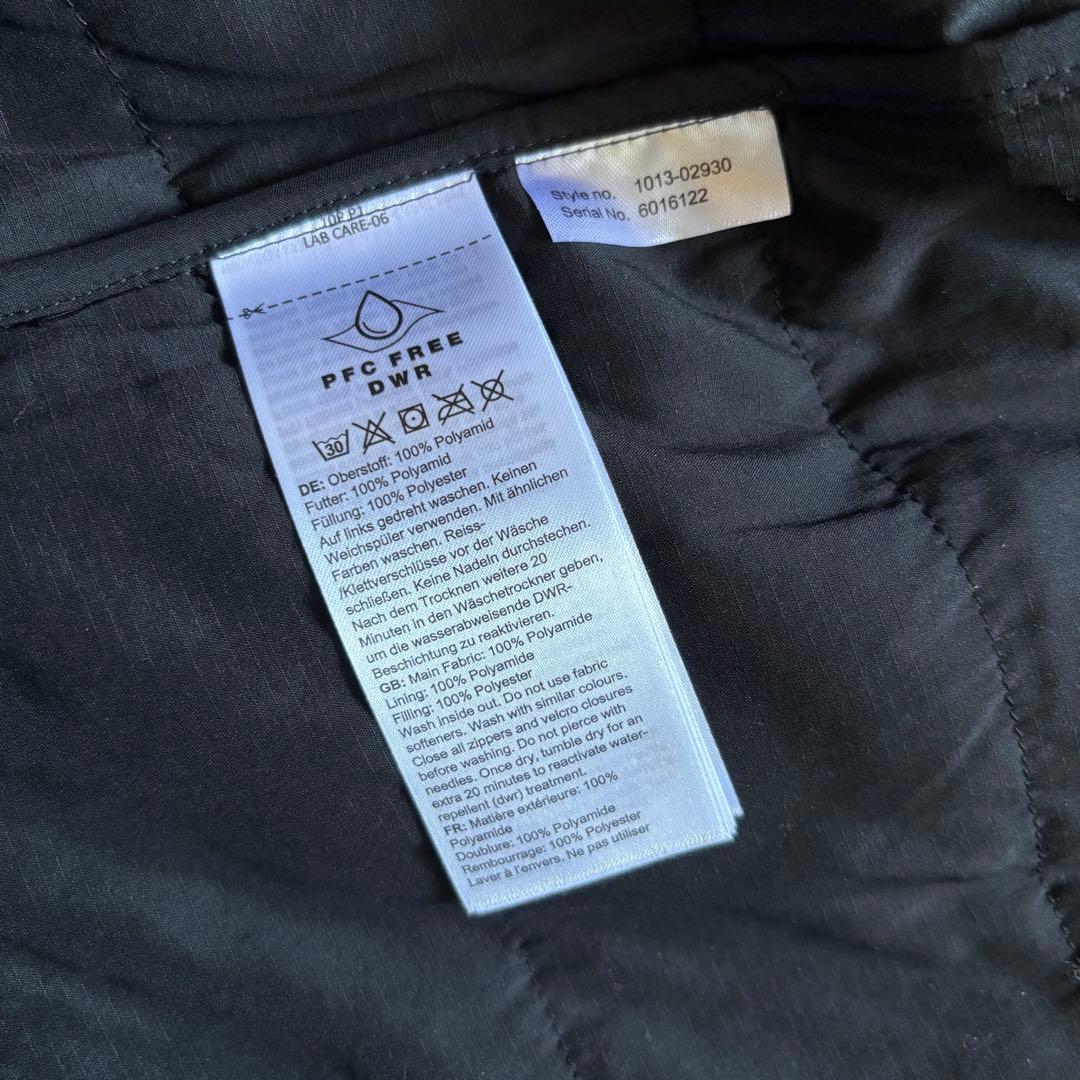 LAB CARE-06
Style no. 1013-02930
Serial No. 6016122
PFC FREE
DWR
30
DE: Oberstoff: 100% Polyamid
Futter: 100% Polyamid
Füllung: 100% Polyester
Auf links gedreht waschen. Keinen
Weichspüler verwenden. Mit ähnlichen
Farben waschen. Reiss-
/Klettverschlüsse vor der Wäsche
schließen. Keine Nadeln durchstechen.
Nach dem Trocknen weitere 20
Minuten in den Wäschetrockner geben,
um die wasserabweisende DWR-
Beschichtung zu reaktivieren.
GB: Main Fabric: 100% Polyamide
Lining: 100% Polyamide
Filling: 100% Polyester
Wash inside out. Do not use fabric
softeners. Wash with similar colours.
Close all zippers and velcro closures
before washing. Do not pierce with
needles. Once dry, tumble dry for an
extra 20 minutes to reactivate water-
repellent (dwr) treatment.
FR: Matière extérieure: 100%
Polyamide
Doublure: 100% Polyamide
Rembourrage: 100% Polyester
Laver à l'envers. Ne pas utiliser